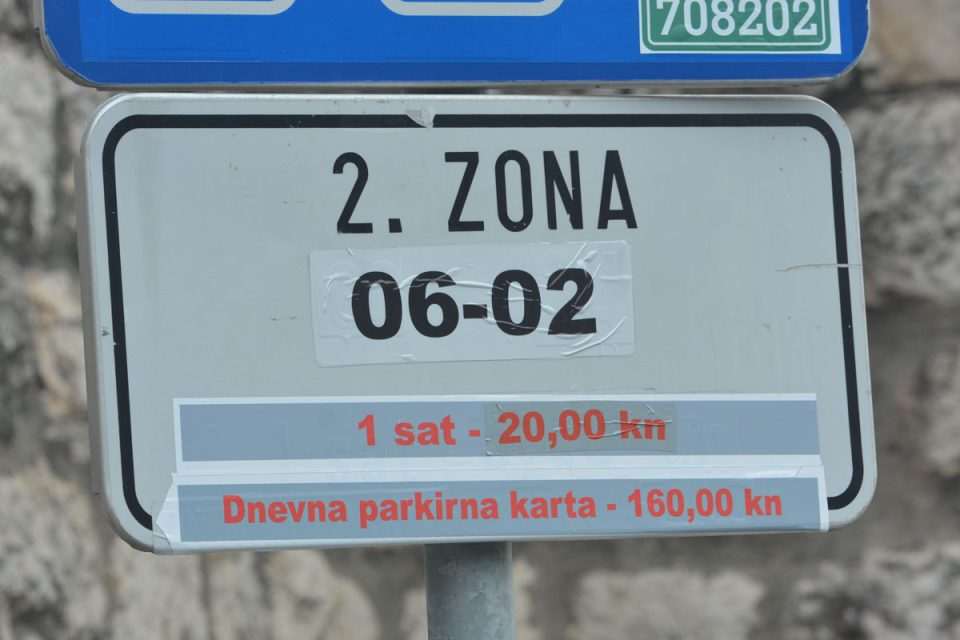 708202
2. ZONA
06-02
1 sat - 20,00 kn
Dnevna parkirna karta - 160,00 kn